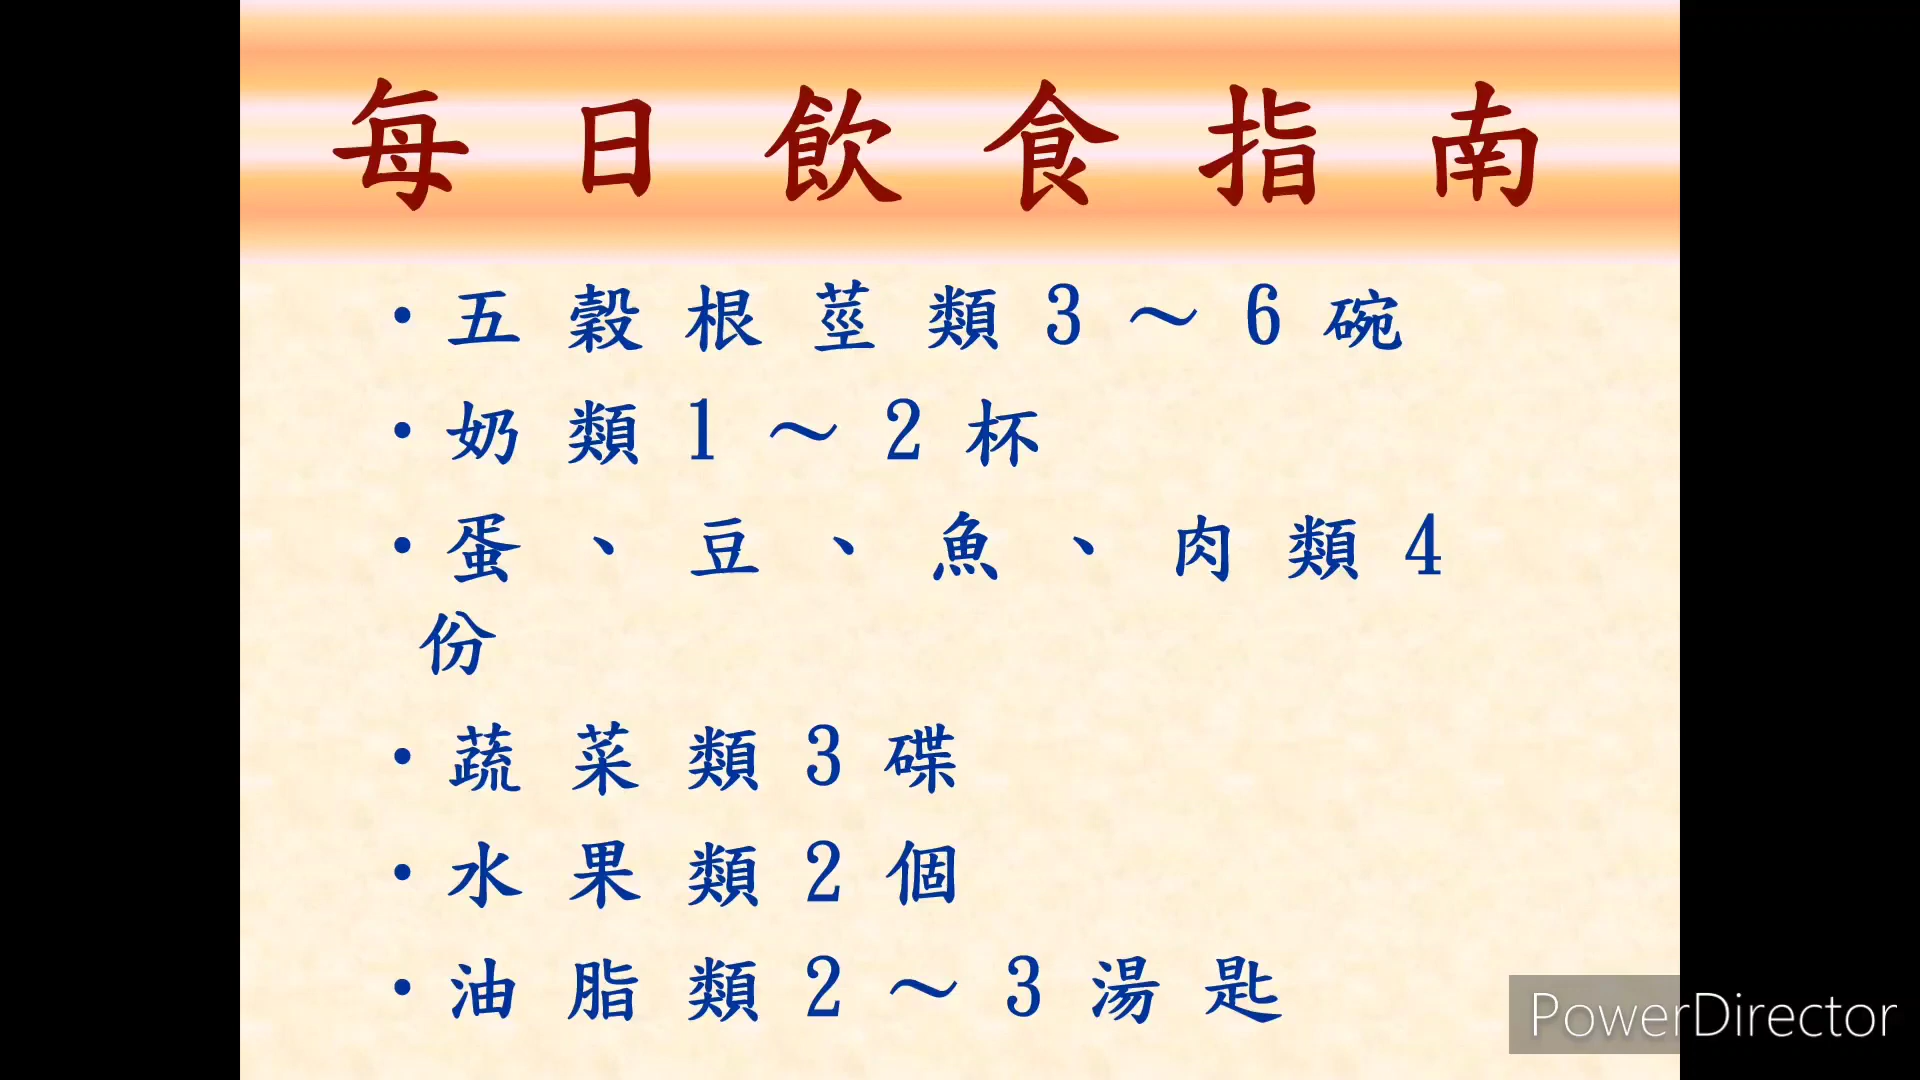 每日飲食指南
•五穀根莖類3～6碗
•奶類1～2杯
•蛋、豆、魚、肉類4
份
•蔬菜類3碟
•水果類2個
•油脂類2～3湯匙
PowerDirector